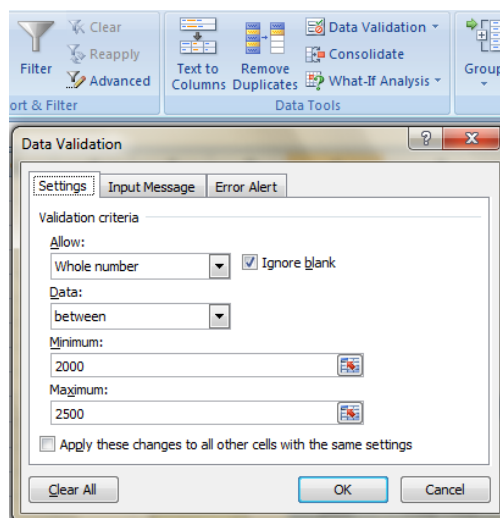 Filter
Clear
Reapply
Advanced
ort & Filter
Text to
Columns
Remove
Duplicates
Data Validation
Consolidate
What-If Analysis
Data Tools
Group
Data Validation
Settings
Input Message
Error Alert
Validation criteria
Allow:
Whole number
Ignore blank
Data:
between
Minimum:
2000
Maximum:
2500
Apply these changes to all other cells with the same settings
Clear All
OK
Cancel